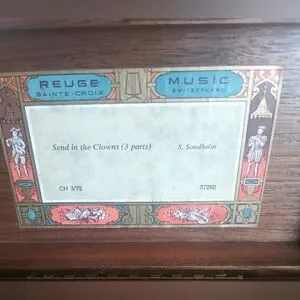 REUGE MUSIC
SAINTE-CROIX SWITZERLAND
Send in the Clowns (3 parts) S. Sondheim
CH 3/72 37202